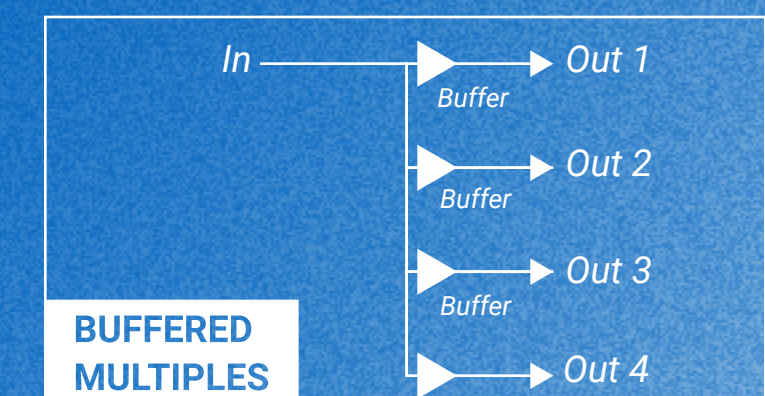 In Out 1
Buffer
Out 2
Buffer
Out 3
Buffer
BUFFERED
MULTIPLES
Out 4